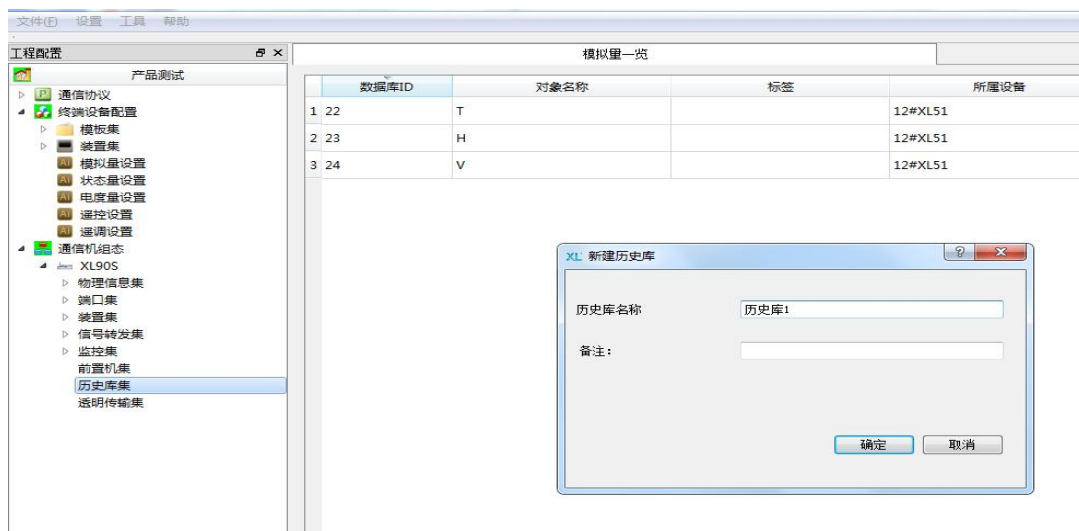 文件(F) 设置 工具 帮助
工程配置
产品测试
通信协议
终端设备配置
模板集
装置集
模拟量设置
状态量设置
电度量设置
遥控设置
遥调设置
通信机组态
XL90S
物理信息集
端口集
装置集
信号转发集
监控集
前置机集
历史库集
透明传输集
模拟量一览
数据库ID 对象名称 标签 所属设备
1 22 T 12#XL51
2 23 H 12#XL51
3 24 V 12#XL51
XL 新建历史库
历史库名称 历史库1
备注：
确定 取消